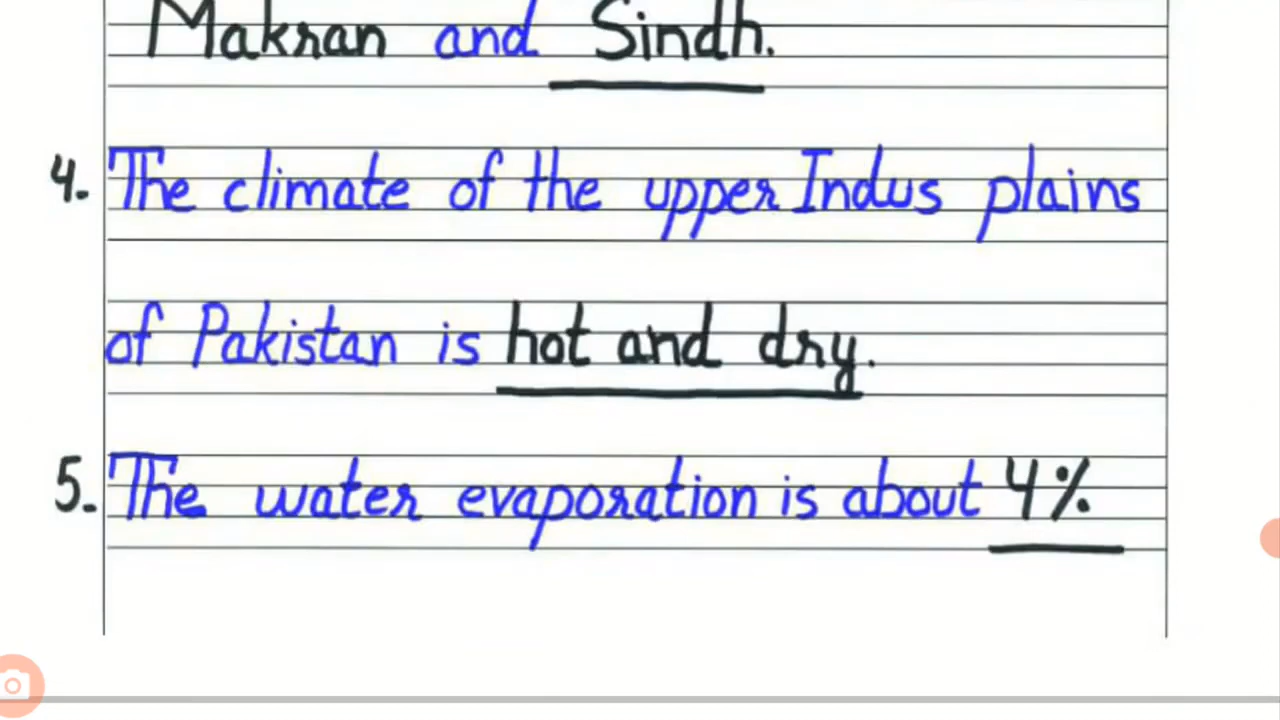 Makran and Sindh.
4. The climate of the upper Indus plains
of Pakistan is hot and dry.
5. The water evaporation is about 4%